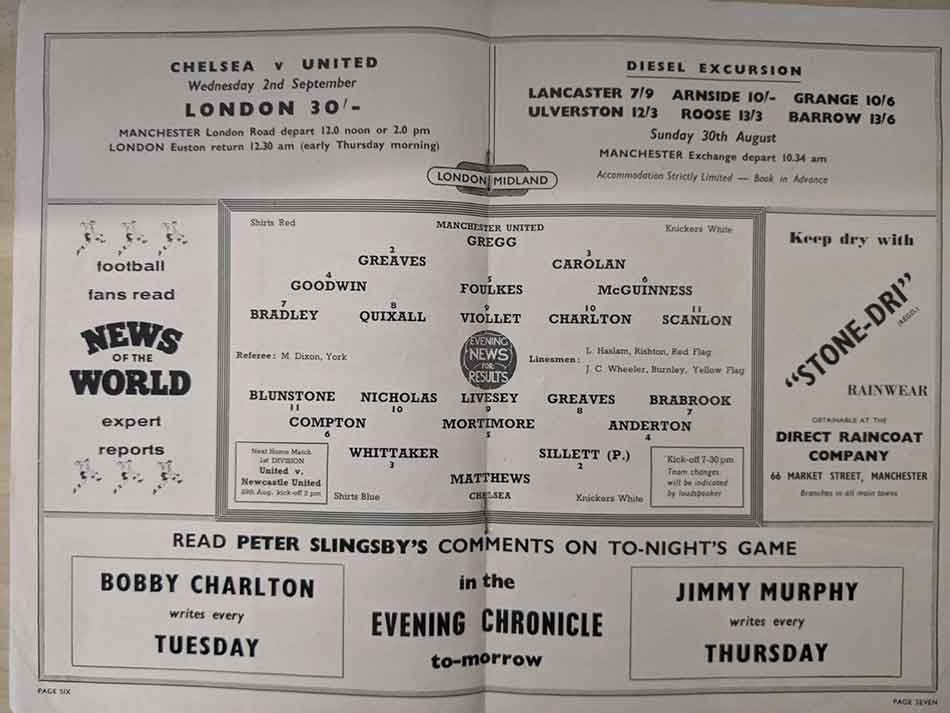 CHELSEA v UNITED
Wednesday 2nd September
LONDON 30'-
MANCHESTER London Road depart 12.0 noon or 2.0 pm
LONDON Euston return 12.30 am (early Thursday morning)
DIESEL EXCURSION
LANCASTER 7/9 ARNSIDE 10/- GRANGE 10/6
ULVERSTON 12/3 ROOSE 13/3 BARROW 13/6
Sunday 30th August
MANCHESTER Exchange depart 10.34 am
Accommodation Strictly Limited — Book in Advance
LONDON MIDLAND
football
fans read
NEWS
OF THE
WORLD
expert
reports
Shirts Red
MANCHESTER UNITED
Knickers White
GREGG
2 3
GREAVES CAROLAN
4 5 6
GOODWIN FOULKES McGUINNESS
7 8 9 10 11
BRADLEY QUIXALL VIOLLET CHARLTON SCANLON
Referee: M. Dixon, York
EVENING
NEWS
FOR
RESULTS
Linesmen: L. Haslam, Rishton, Red Flag
J. C. Wheeler, Burnley, Yellow Flag
BLUNSTONE NICHOLAS LIVESEY GREAVES BRABROOK
11 10 9 8 7
COMPTON MORTIMORE ANDERTON
6 5 4
WHITTAKER SILLETT (P.)
3 2
MATTHEWS
Shirts Blue CHELSEA Knickers White
Next Home Match
1st DIVISION
United v.
Newcastle United
29th Aug. kick-off 3 pm
Kick-off 7-30 pm
Team changes
will be indicated
by loudspeaker
Keep dry with
"STONE-DRI"
(REGD.)
RAINWEAR
OBTAINABLE AT THE
DIRECT RAINCOAT
COMPANY
66 MARKET STREET, MANCHESTER
Branches in all main towns
READ PETER SLINGSBY'S COMMENTS ON TO-NIGHT'S GAME
BOBBY CHARLTON
writes every
TUESDAY
in the
EVENING CHRONICLE
to-morrow
JIMMY MURPHY
writes every
THURSDAY
PAGE SIX
PAGE SEVEN